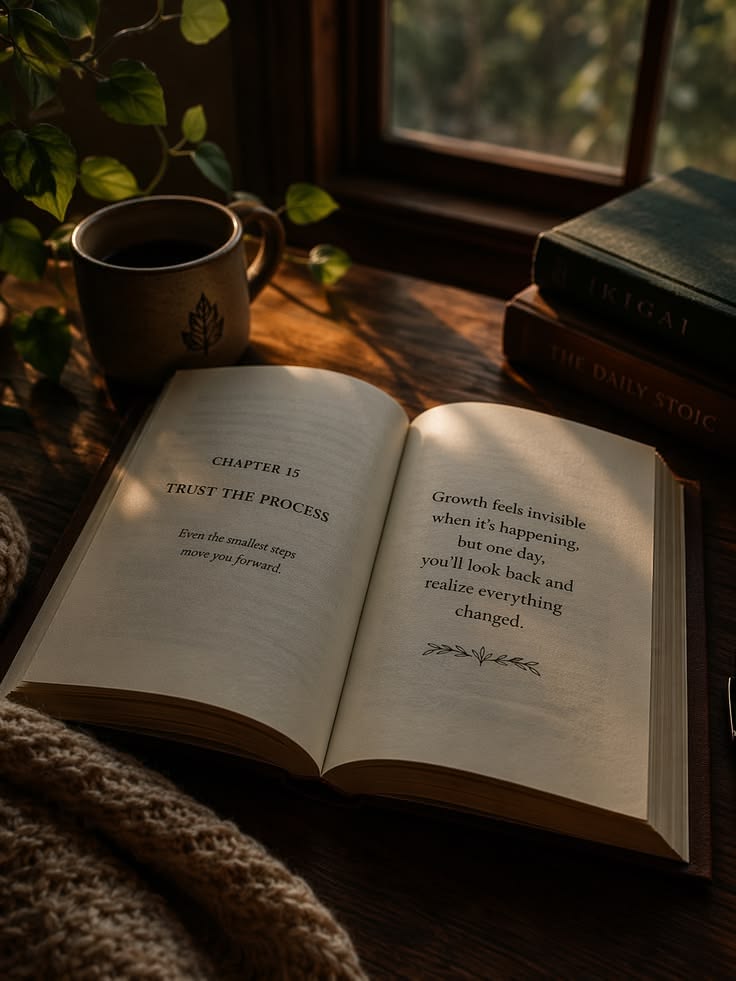 CHAPTER 15
TRUST THE PROCESS
Even the smallest steps
move you forward.
Growth feels invisible
when it's happening,
but one day,
you'll look back and
realize everything
changed.
IKIGAI
THE DAILY STOIC